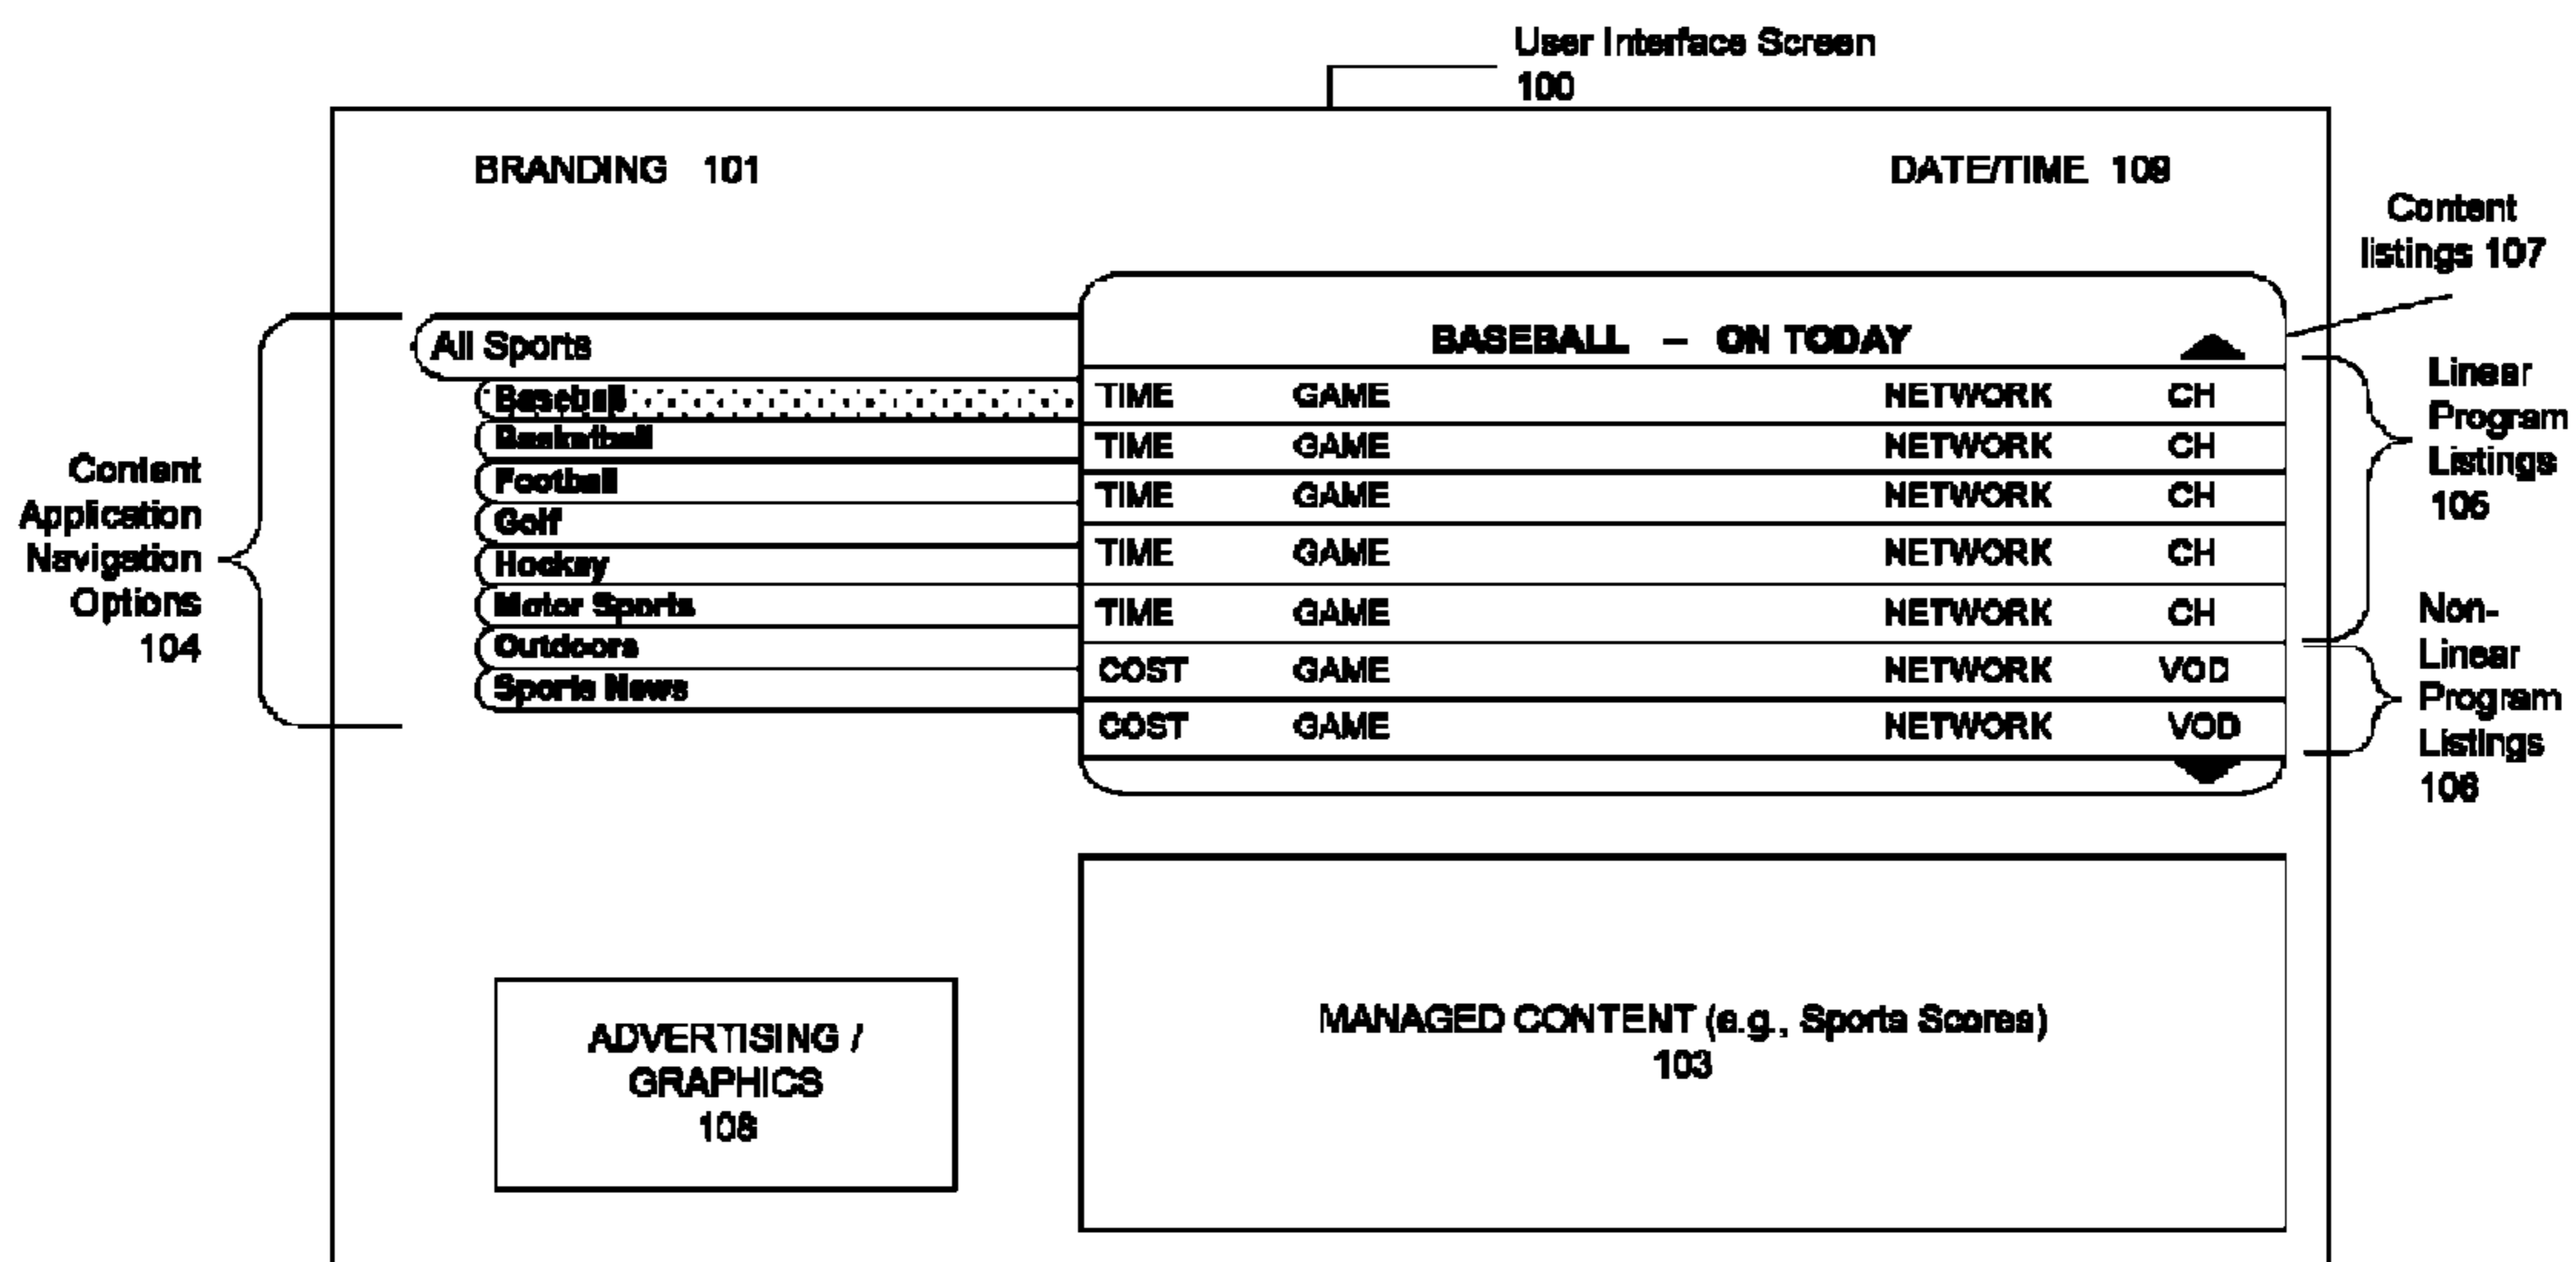 User Interface Screen
100
BRANDING 101
DATE/TIME 109
Content
listings 107
All Sports
Baseball
Basketball
Football
Golf
Hockey
Motor Sports
Outdoors
Sports News
Content
Application
Navigation
Options
104
BASEBALL – ON TODAY
TIME GAME NETWORK CH
TIME GAME NETWORK CH
TIME GAME NETWORK CH
TIME GAME NETWORK CH
TIME GAME NETWORK CH
COST GAME NETWORK VOD
COST GAME NETWORK VOD
Linear
Program
Listings
105
Non-
Linear
Program
Listings
106
ADVERTISING /
GRAPHICS
108
MANAGED CONTENT (e.g., Sports Scores)
103